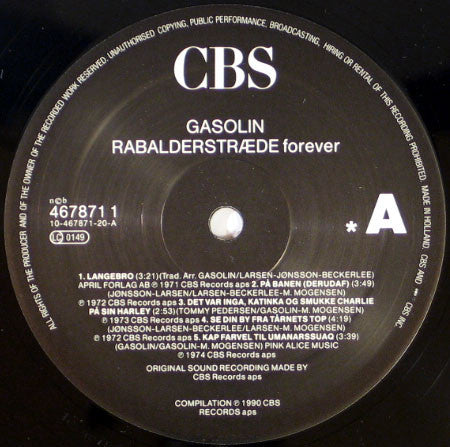 ALL RIGHTS OF THE PRODUCER AND OF THE OWNER OF THE RECORDED WORK RESERVED. UNAUTHORISED COPYING, PUBLIC PERFORMANCE, BROADCASTING, HIRING OR RENTAL OF THIS RECORDING PROHIBITED. MADE IN HOLLAND. CBS AND ARE CBS INC
CBS
GASOLIN
RABALDERSTRÆDE forever
n©b
467871 1
10-467871-20-A
LC 0149
* A
1. LANGEBRO (3:21)(Trad. Arr. GASOLIN/LARSEN-JØNSSON-BECKERLEE)
APRIL FORLAG AB ℗ 1971 CBS Records aps 2. PÅ BANEN (DERUDAF) (3:49)
(JØNSSON-LARSEN/LARSEN-BECKERLEE-M. MOGENSEN)
℗ 1972 CBS Records aps 3. DET VAR INGA, KATINKA OG SMUKKE CHARLIE
PÅ SIN HARLEY (2:53)(TOMMY PEDERSEN/GASOLIN-M. MOGENSEN)
℗ 1973 CBS Records aps 4. SE DIN BY FRA TÅRNETS TOP (4:19)
(JØNSSON-LARSEN/LARSEN-JØNSSON-BECKERLEE)
℗ 1972 CBS Records aps 5. KAP FARVEL TIL UMANARSSUAQ (3:39)
(GASOLIN/GASOLIN-M. MOGENSEN) PINK ALICE MUSIC
℗ 1974 CBS Records aps
ORIGINAL SOUND RECORDING MADE BY
CBS Records aps
COMPILATION ℗ 1990 CBS
RECORDS aps